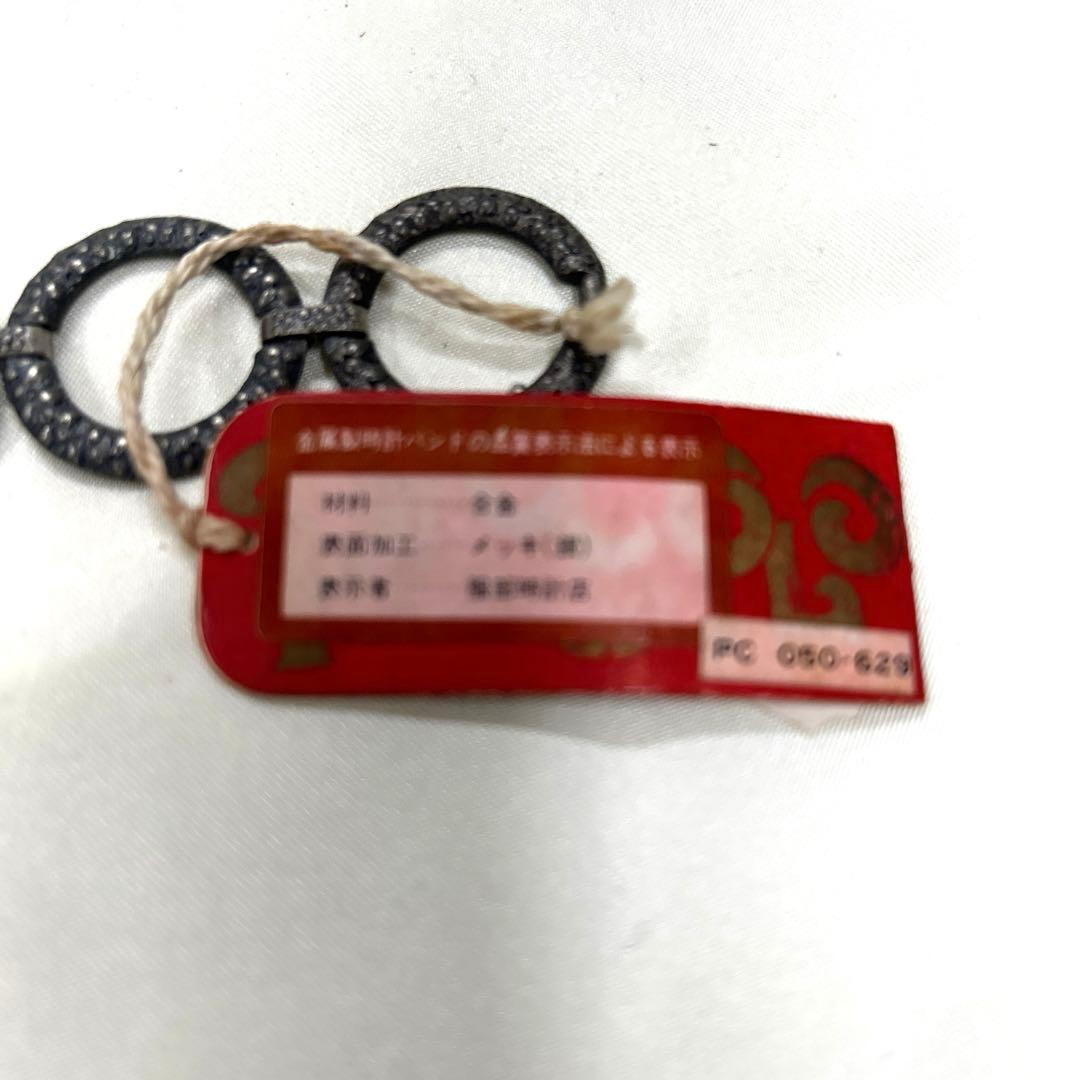 金属製時計バンドの品質表示法による表示
材料 合金
表面加工 メッキ(銀)
表示者 服部時計店
PC 050-629